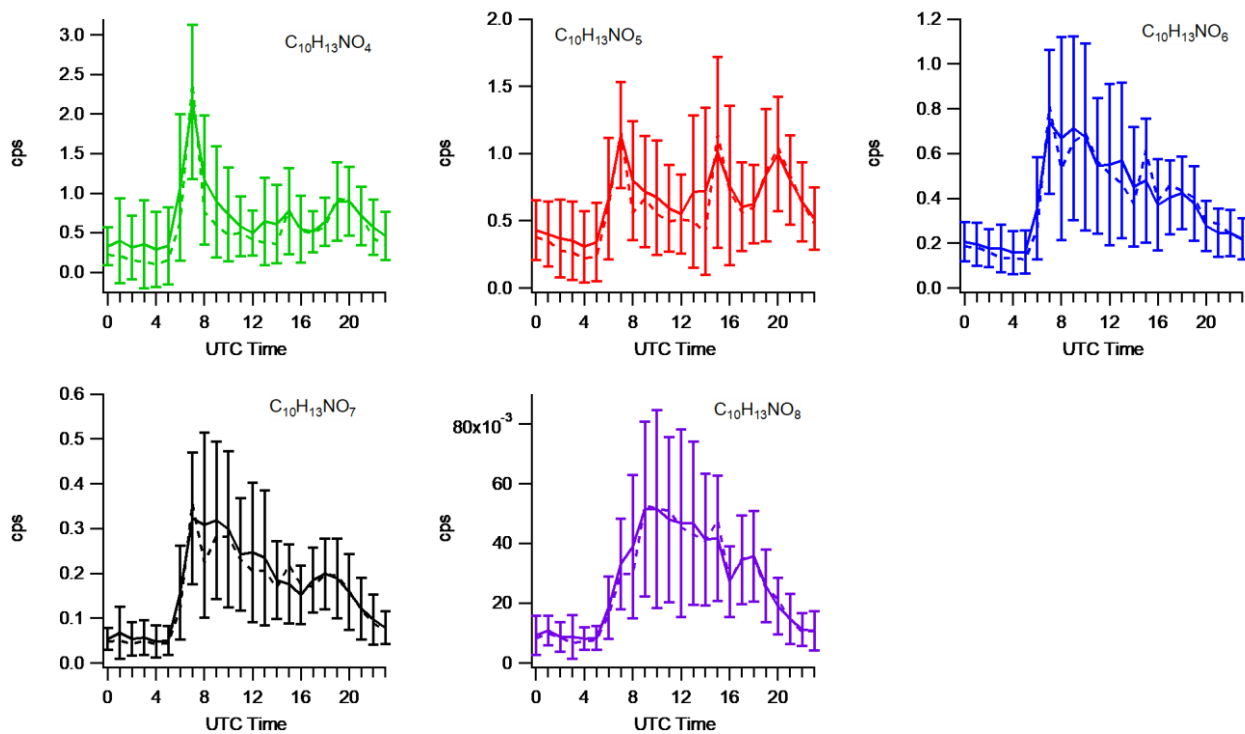 C₁₀H₁₃NO₄
3.0
2.5
2.0
1.5
1.0
0.5
0.0
cps
0 4 8 12 16 20
UTC Time
C₁₀H₁₃NO₅
2.0
1.5
1.0
0.5
0.0
cps
0 4 8 12 16 20
UTC Time
C₁₀H₁₃NO₆
1.2
1.0
0.8
0.6
0.4
0.2
0.0
cps
0 4 8 12 16 20
UTC Time
C₁₀H₁₃NO₇
0.6
0.5
0.4
0.3
0.2
0.1
0.0
cps
0 4 8 12 16 20
UTC Time
C₁₀H₁₃NO₈
80x10⁻³
60
40
20
0
cps
0 4 8 12 16 20
UTC Time